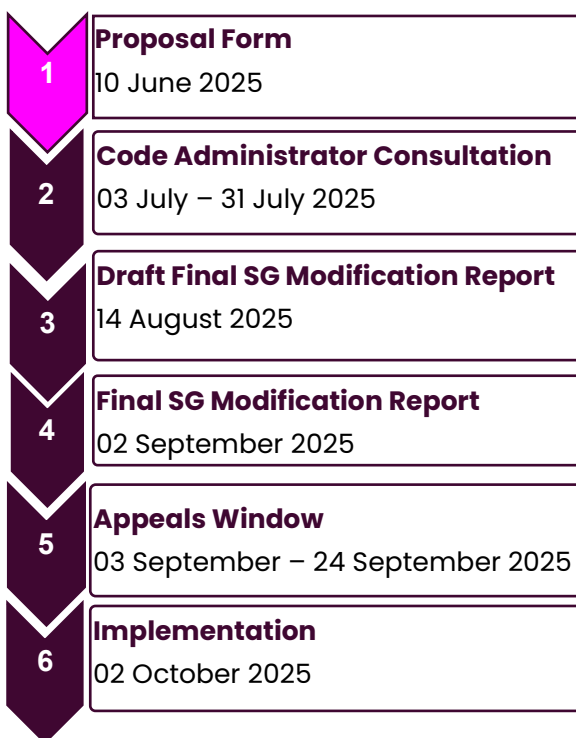 1
Proposal Form
10 June 2025
2
Code Administrator Consultation
03 July – 31 July 2025
3
Draft Final SG Modification Report
14 August 2025
4
Final SG Modification Report
02 September 2025
5
Appeals Window
03 September – 24 September 2025
6
Implementation
02 October 2025